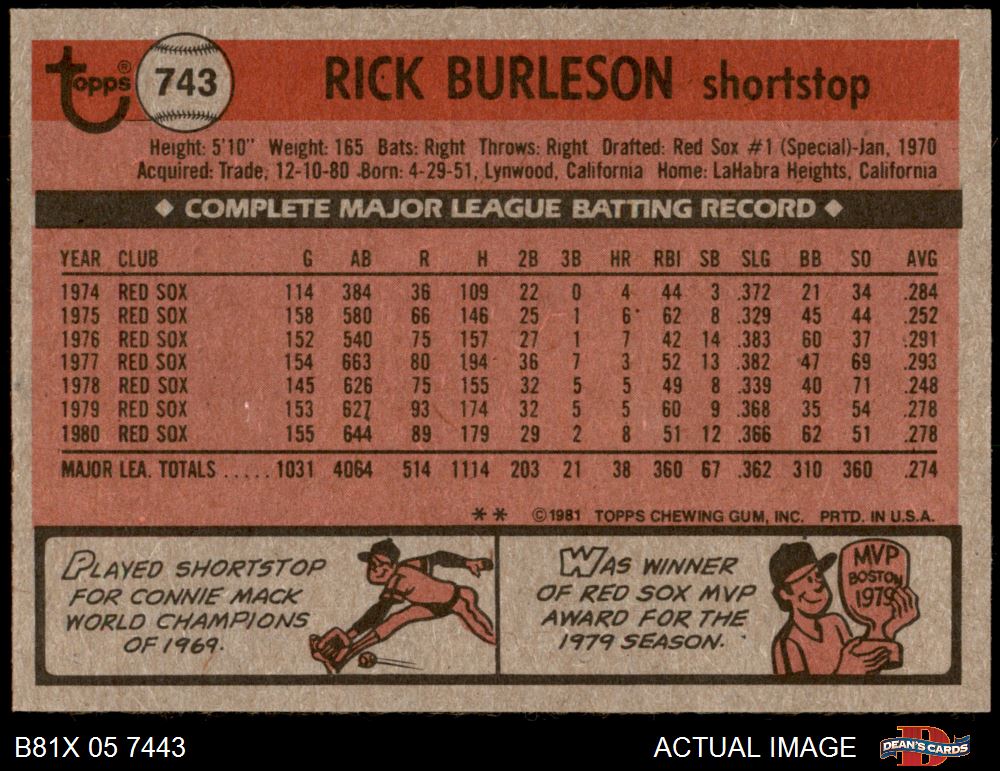 Topps® 743 RICK BURLESON shortstop
Height: 5'10" Weight: 165 Bats: Right Throws: Right Drafted: Red Sox #1 (Special)-Jan, 1970
Acquired: Trade, 12-10-80 Born: 4-29-51, Lynwood, California Home: LaHabra Heights, California
◆ COMPLETE MAJOR LEAGUE BATTING RECORD ◆
YEAR CLUB G AB R H 2B 3B HR RBI SB SLG BB SO AVG
1974 RED SOX 114 384 36 109 22 0 4 44 3 .372 21 34 .284
1975 RED SOX 158 580 66 146 25 1 6 62 8 .329 45 44 .252
1976 RED SOX 152 540 75 157 27 1 7 42 14 .383 60 37 .291
1977 RED SOX 154 663 80 194 36 7 3 52 13 .382 47 69 .293
1978 RED SOX 145 626 75 155 32 5 5 49 8 .339 40 71 .248
1979 RED SOX 153 627 93 174 32 5 5 60 9 .368 35 54 .278
1980 RED SOX 155 644 89 179 29 2 8 51 12 .366 62 51 .278
MAJOR LEA. TOTALS ..... 1031 4064 514 1114 203 21 38 360 67 .362 310 360 .274
** ©1981 TOPPS CHEWING GUM, INC. PRTD. IN U.S.A.
PLAYED SHORTSTOP
FOR CONNIE MACK
WORLD CHAMPIONS
OF 1969.
WAS WINNER
OF RED SOX MVP
AWARD FOR THE
1979 SEASON.
MVP
BOSTON
1979
B81X 05 7443 ACTUAL IMAGE DEAN'S CARDS